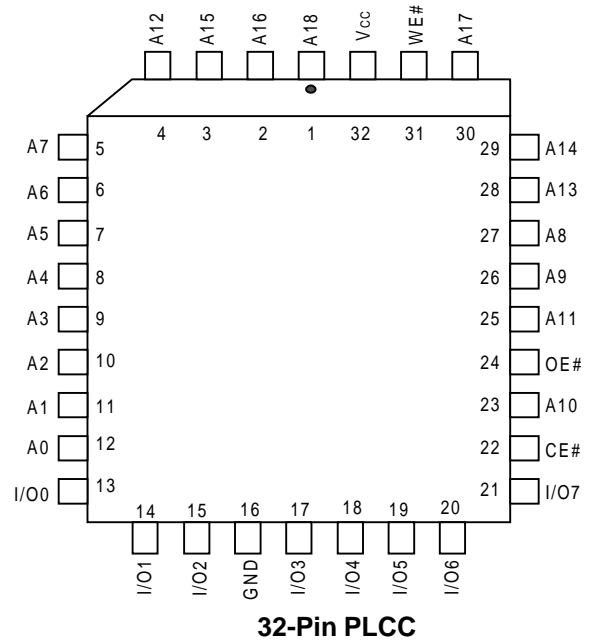 A12 A15 A16 A18 Vcc WE# A17
4 3 2 1 32 31 30
A7 5 29 A14
A6 6 28 A13
A5 7 27 A8
A4 8 26 A9
A3 9 25 A11
A2 10 24 OE#
A1 11 23 A10
A0 12 22 CE#
I/O0 13 21 I/O7
14 15 16 17 18 19 20
I/O1 I/O2 GND I/O3 I/O4 I/O5 I/O6
32-Pin PLCC